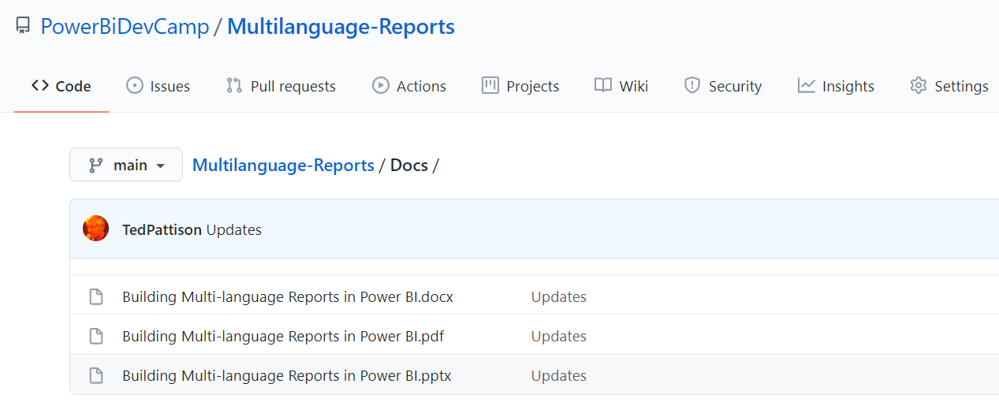 PowerBiDevCamp / Multilanguage-Reports
Code Issues Pull requests Actions Projects Wiki Security Insights Settings
main Multilanguage-Reports / Docs /
TedPattison Updates
Building Multi-language Reports in Power BI.docx Updates
Building Multi-language Reports in Power BI.pdf Updates
Building Multi-language Reports in Power BI.pptx Updates